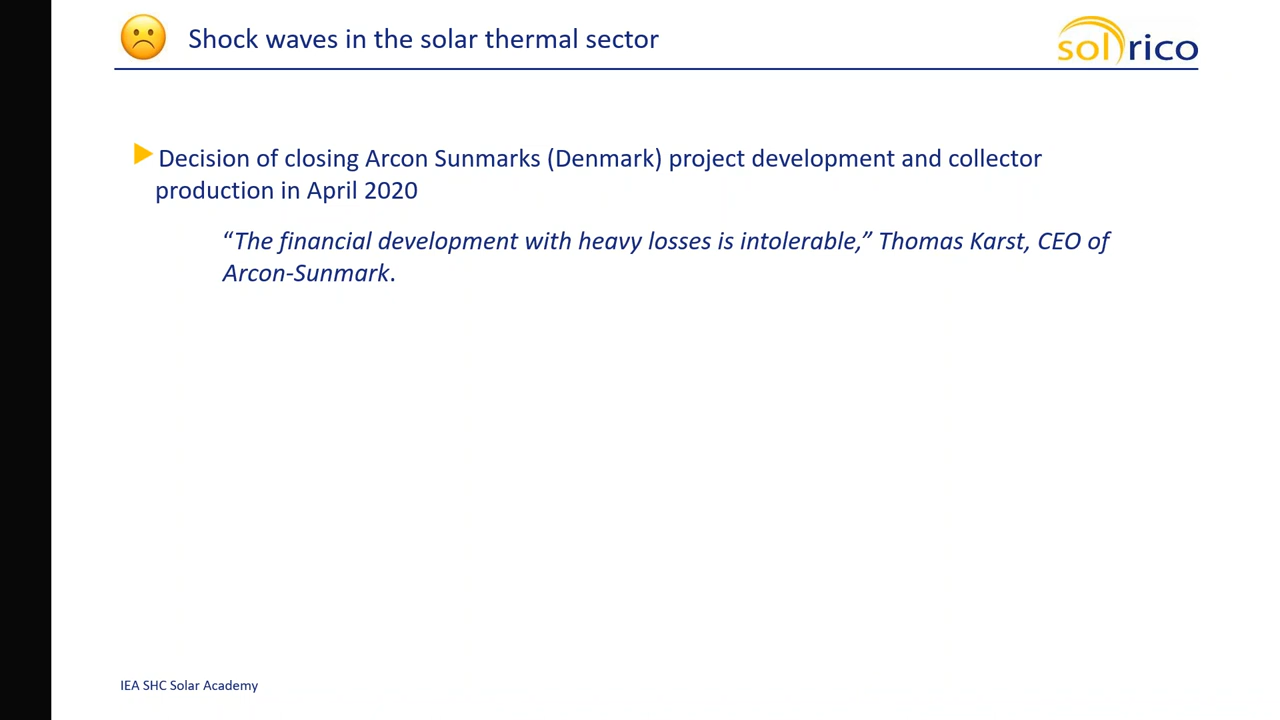 Shock waves in the solar thermal sector
solrico
Decision of closing Arcon Sunmarks (Denmark) project development and collector
production in April 2020
“The financial development with heavy losses is intolerable,” Thomas Karst, CEO of
Arcon-Sunmark.
IEA SHC Solar Academy